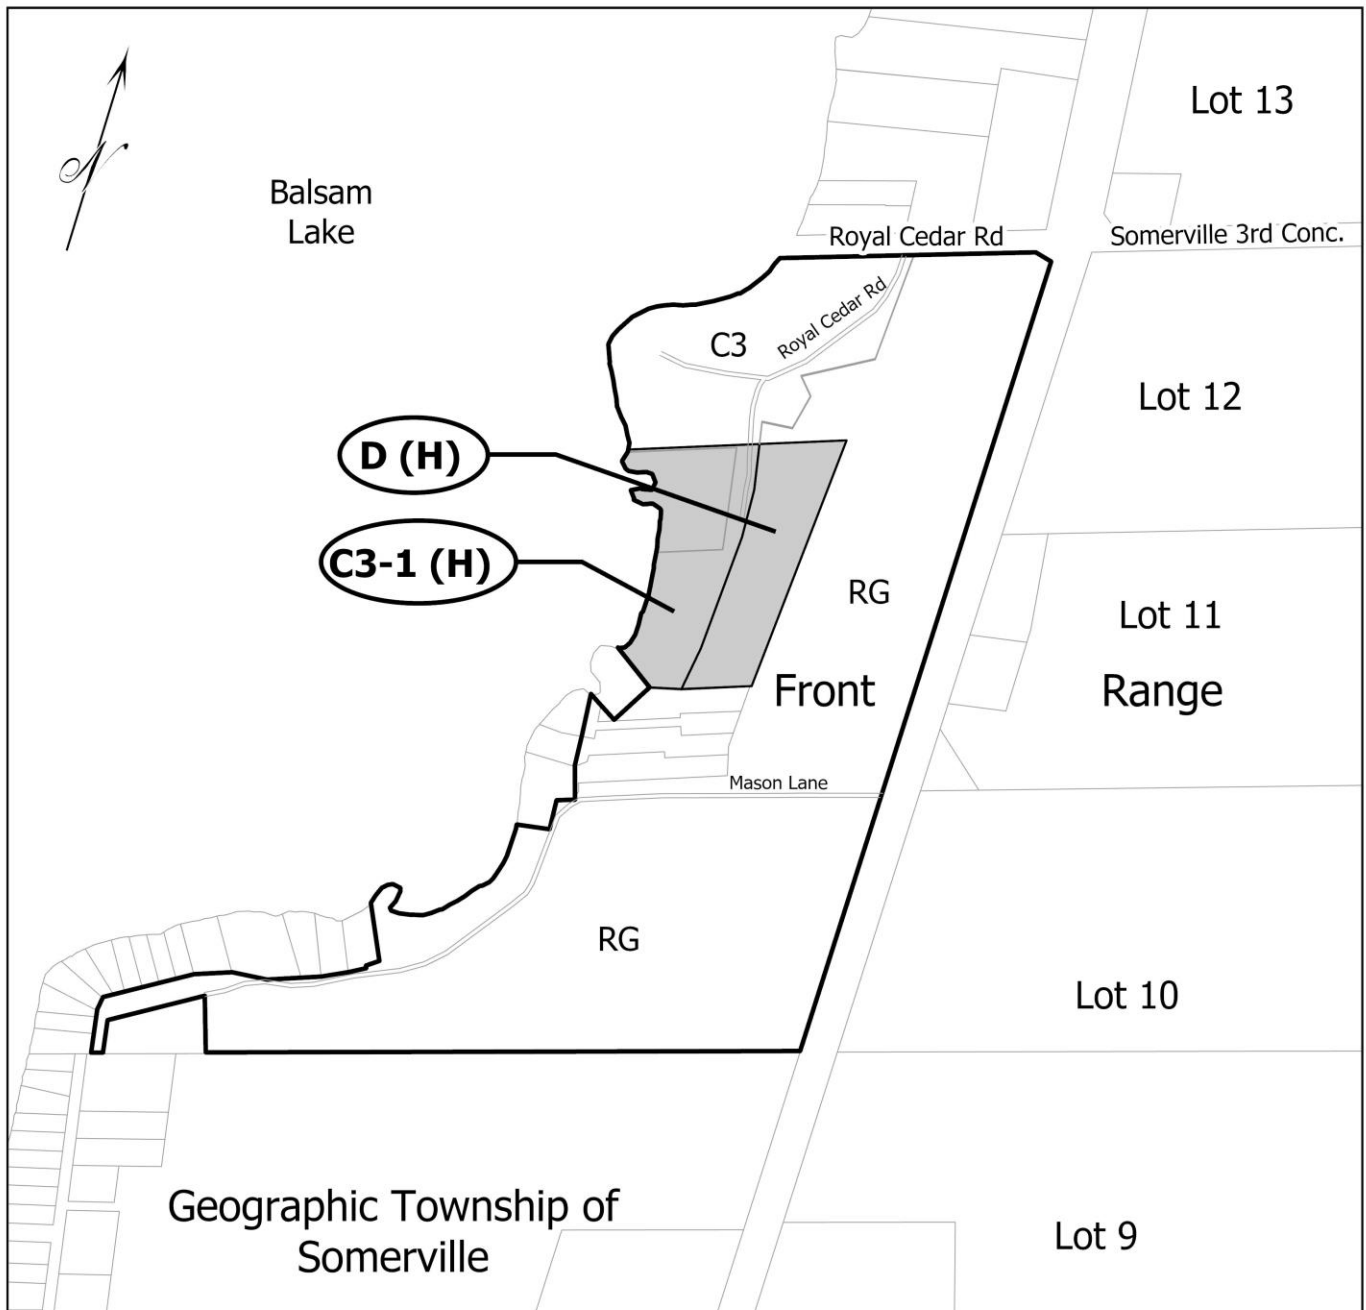 Lot 13
N
Balsam
Lake
Royal Cedar Rd
Somerville 3rd Conc.
Royal Cedar Rd
C3
Lot 12
D (H)
C3-1 (H)
RG
Lot 11
Front
Range
Mason Lane
RG
Lot 10
Geographic Township of
Somerville
Lot 9